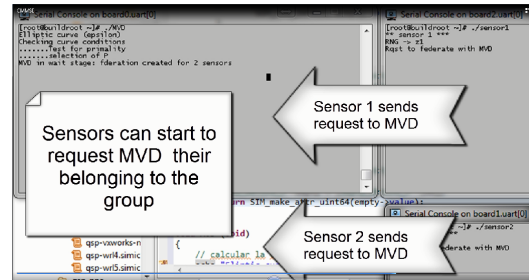 Serial Console on board0.uart[0]
[root@buildroot ~]# ./MVD
Elliptic curve (epsilon)
Checking curve conditions
.......Test for primality
.......selection of P
MVD in wait stage: fderation created for 2 sensors
Serial Console on board2.uart[0]
[root@buildroot ~]# ./sensor1
** sensor 1 ***
RNG -> z1
Rqst to federate with MVD
Sensor 1 sends
request to MVD
Sensors can start to
request MVD their
belonging to the
group
return SIM_make_attr_uint64(empty->value);
Serial Console on board1.uart[0]
~]# ./sensor2
**
federate with MVD
Sensor 2 sends
request to MVD
void)
{
// calcular la
qsp-vxworks-n
qsp-wrl4.simic
qsp-wrl5.simic